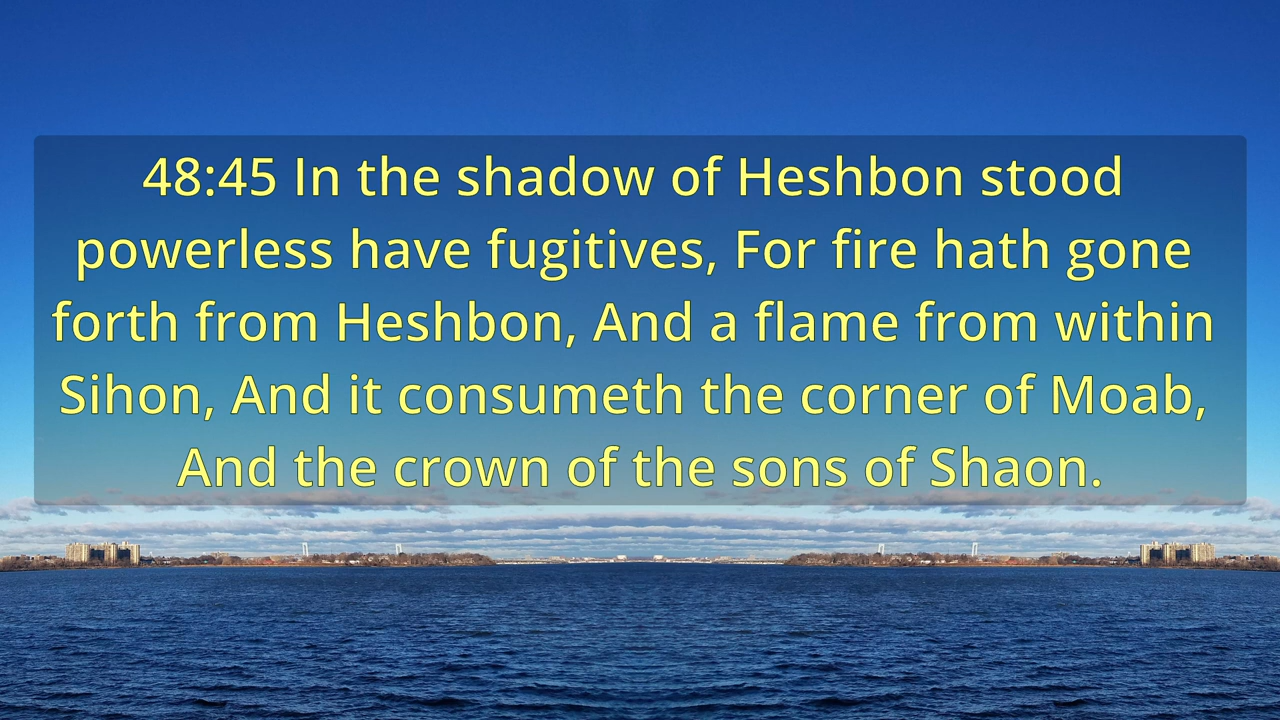 48:45 In the shadow of Heshbon stood
powerless have fugitives, For fire hath gone
forth from Heshbon, And a flame from within
Sihon, And it consumeth the corner of Moab,
And the crown of the sons of Shaon.